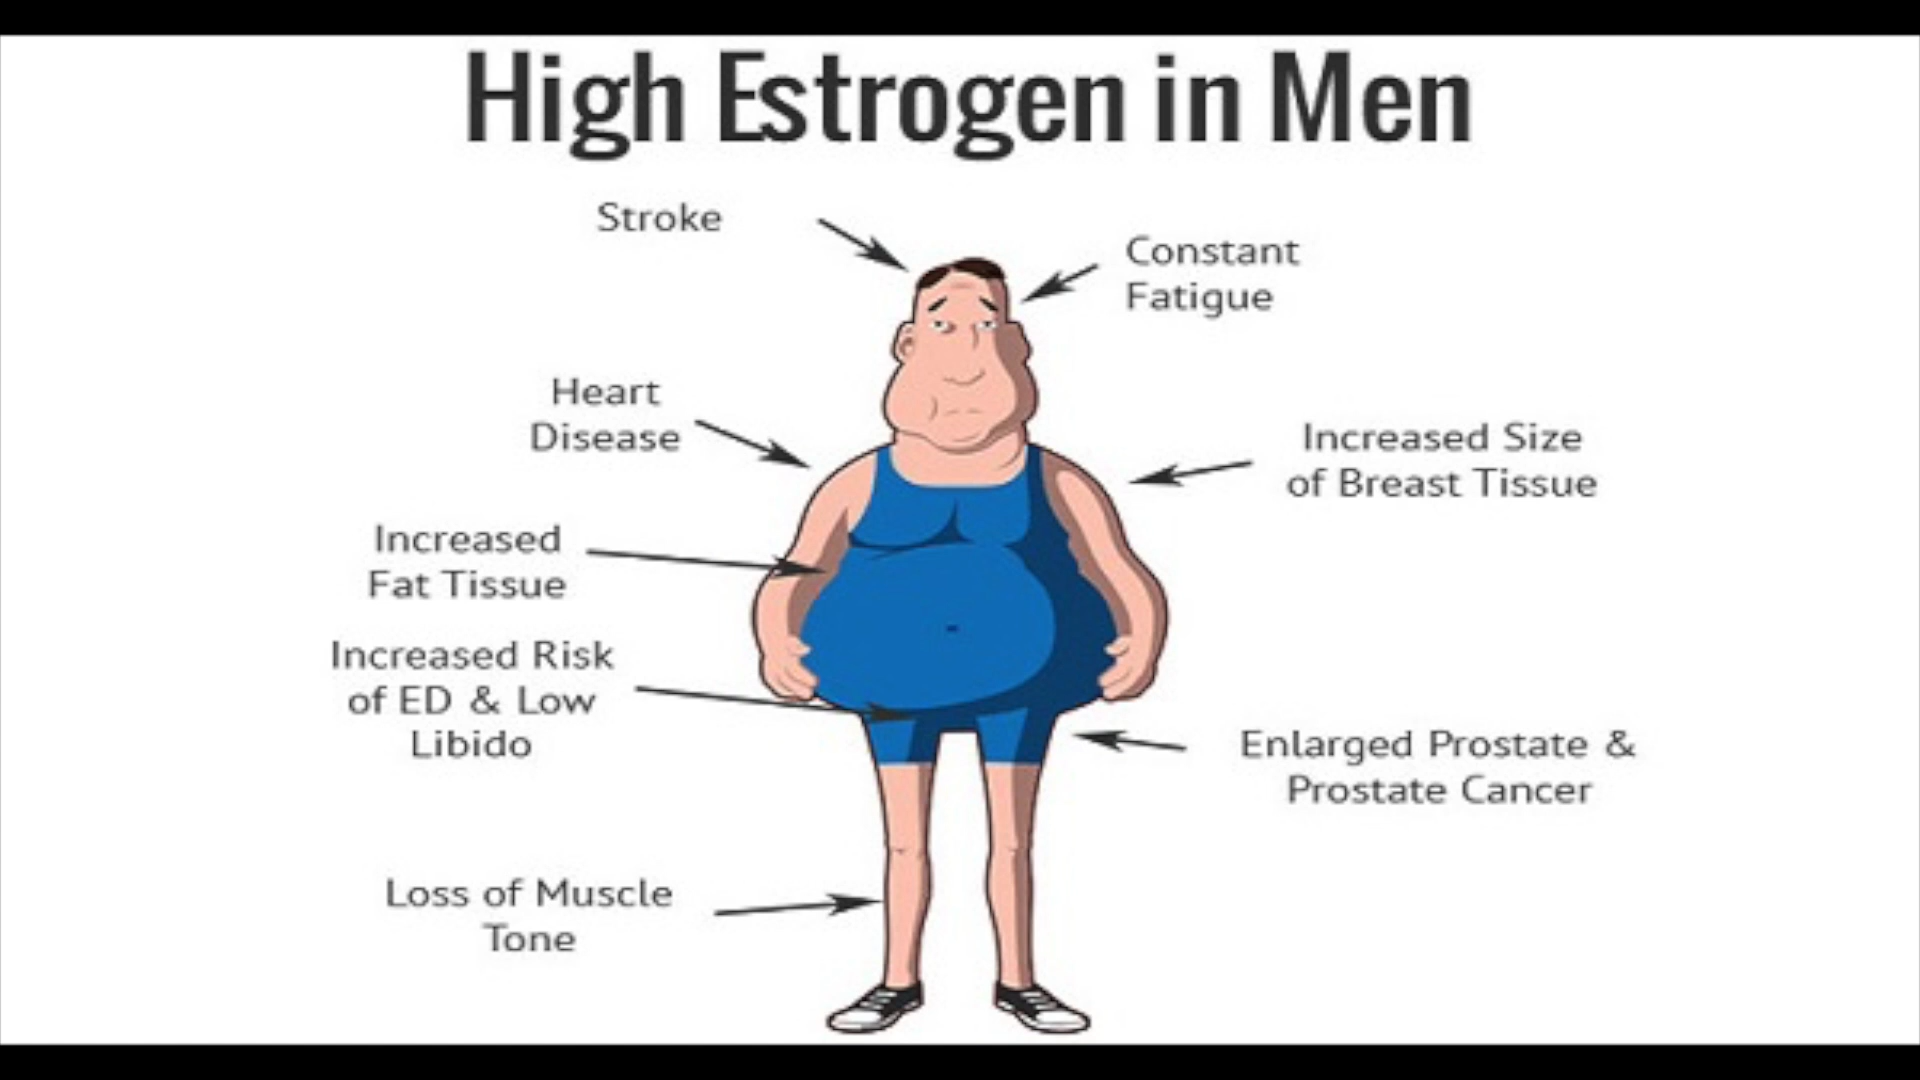 High Estrogen in Men
Stroke
Constant
Fatigue
Heart
Disease
Increased Size
of Breast Tissue
Increased
Fat Tissue
Increased Risk
of ED & Low
Libido
Enlarged Prostate &
Prostate Cancer
Loss of Muscle
Tone